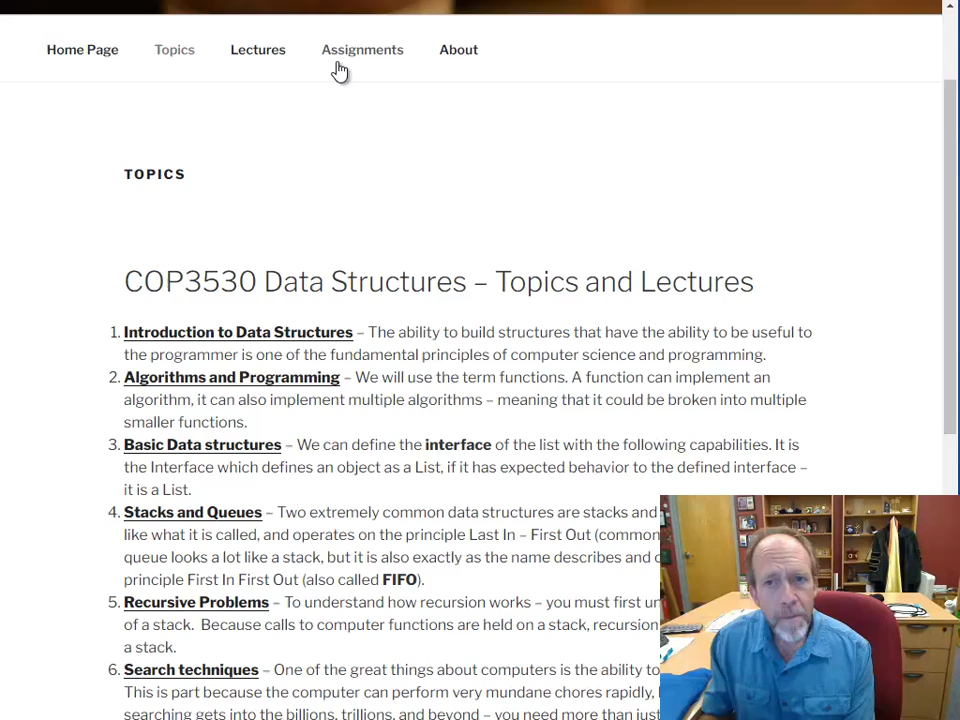 Home Page Topics Lectures Assignments About
TOPICS
COP3530 Data Structures – Topics and Lectures
1. Introduction to Data Structures – The ability to build structures that have the ability to be useful to
the programmer is one of the fundamental principles of computer science and programming.
2. Algorithms and Programming – We will use the term functions. A function can implement an
algorithm, it can also implement multiple algorithms – meaning that it could be broken into multiple
smaller functions.
3. Basic Data structures – We can define the interface of the list with the following capabilities. It is
the Interface which defines an object as a List, if it has expected behavior to the defined interface –
it is a List.
4. Stacks and Queues – Two extremely common data structures are stacks and
like what it is called, and operates on the principle Last In – First Out (common
queue looks a lot like a stack, but it is also exactly as the name describes and
principle First In First Out (also called FIFO).
5. Recursive Problems – To understand how recursion works – you must first un
of a stack. Because calls to computer functions are held on a stack, recursion
a stack.
6. Search techniques – One of the great things about computers is the ability to
This is part because the computer can perform very mundane chores rapidly,
searching gets into the billions, trillions, and beyond – you need more than just